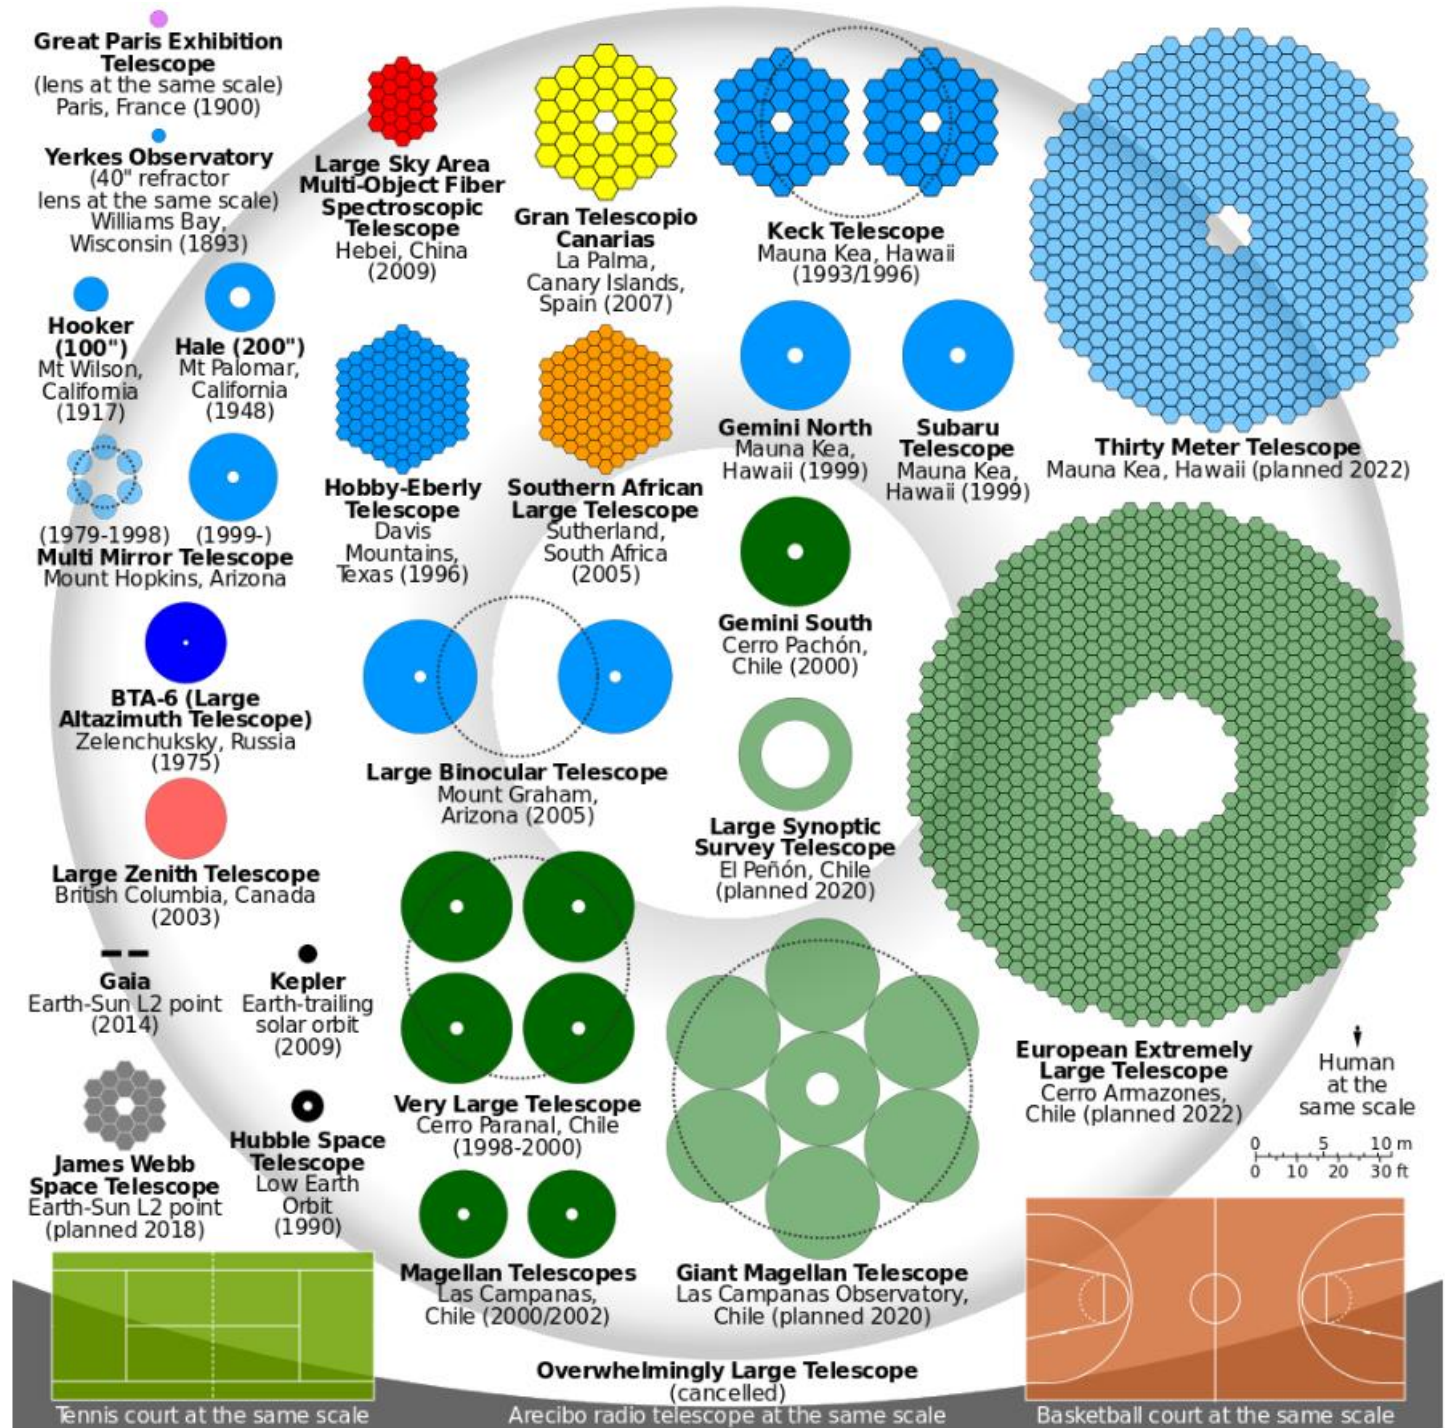 Great Paris Exhibition
Telescope
(lens at the same scale)
Paris, France (1900)
Yerkes Observatory
(40" refractor
lens at the same scale)
Williams Bay,
Wisconsin (1893)
Hooker
(100")
Mt Wilson,
California
(1917)
Hale (200")
Mt Palomar,
California
(1948)
(1979-1998)
(1999-)
Multi Mirror Telescope
Mount Hopkins, Arizona
BTA-6 (Large
Altazimuth Telescope)
Zelenchuksky, Russia
(1975)
Large Zenith Telescope
British Columbia, Canada
(2003)
Gaia
Earth-Sun L2 point
(2014)
Kepler
Earth-trailing
solar orbit
(2009)
James Webb
Space Telescope
Earth-Sun L2 point
(planned 2018)
Hubble Space
Telescope
Low Earth
Orbit
(1990)
Large Sky Area
Multi-Object Fiber
Spectroscopic
Telescope
Hebei, China
(2009)
Gran Telescopio
Canarias
La Palma,
Canary Islands,
Spain (2007)
Keck Telescope
Mauna Kea, Hawaii
(1993/1996)
Hobby-Eberly
Telescope
Davis
Mountains,
Texas (1996)
Southern African
Large Telescope
Sutherland,
South Africa
(2005)
Gemini North
Mauna Kea,
Hawaii (1999)
Subaru
Telescope
Mauna Kea,
Hawaii (1999)
Thirty Meter Telescope
Mauna Kea, Hawaii (planned 2022)
Gemini South
Cerro Pachón,
Chile (2000)
Large Binocular Telescope
Mount Graham,
Arizona (2005)
Large Synoptic
Survey Telescope
El Peñón, Chile
(planned 2020)
Very Large Telescope
Cerro Paranal, Chile
(1998-2000)
Magellan Telescopes
Las Campanas,
Chile (2000/2002)
Giant Magellan Telescope
Las Campanas Observatory,
Chile (planned 2020)
European Extremely
Large Telescope
Cerro Armazones,
Chile (planned 2022)
Human
at the
same scale
0 5 10 m
0 10 20 30 ft
Overwhelmingly Large Telescope
(cancelled)
Tennis court at the same scale
Arecibo radio telescope at the same scale
Basketball court at the same scale